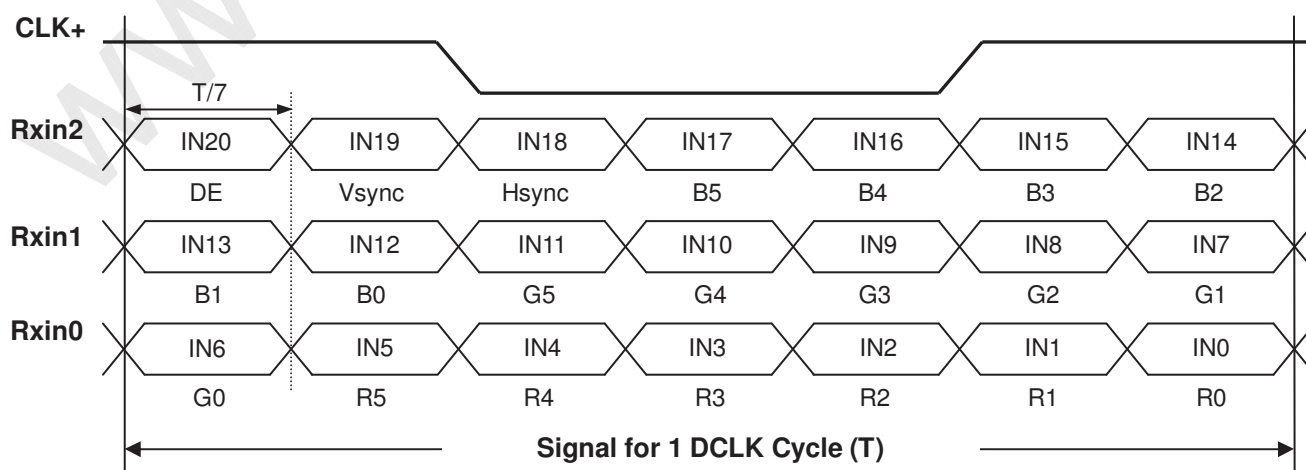 CLK+
T/7
Rxin2
IN20 IN19 IN18 IN17 IN16 IN15 IN14
DE Vsync Hsync B5 B4 B3 B2
Rxin1
IN13 IN12 IN11 IN10 IN9 IN8 IN7
B1 B0 G5 G4 G3 G2 G1
Rxin0
IN6 IN5 IN4 IN3 IN2 IN1 IN0
G0 R5 R4 R3 R2 R1 R0
Signal for 1 DCLK Cycle (T)